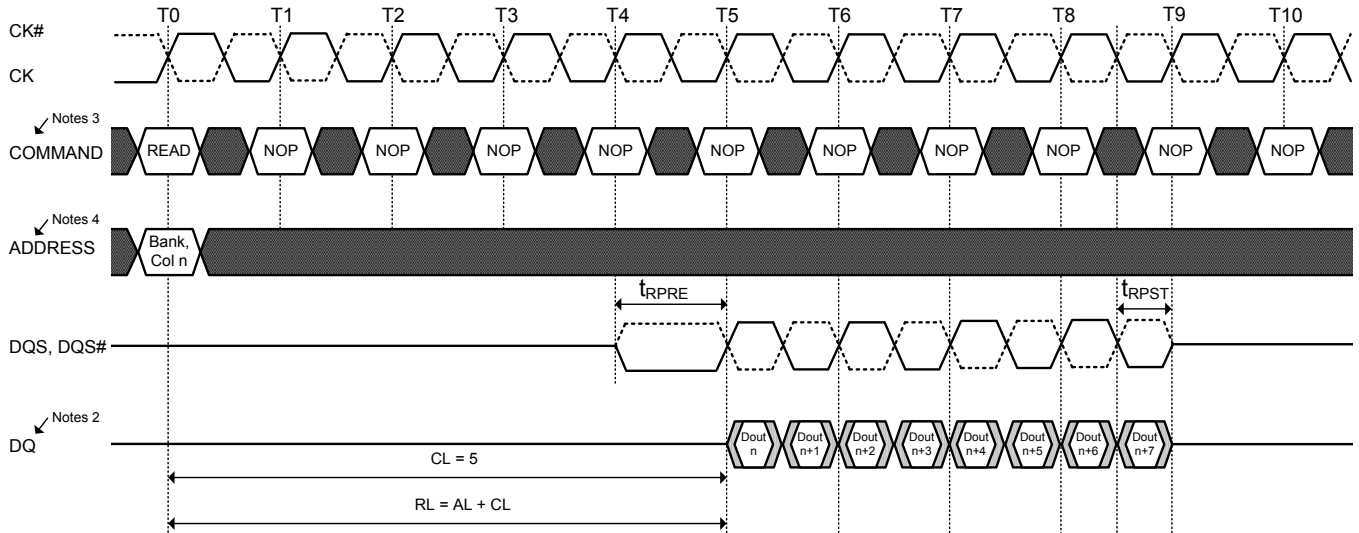 T0 T1 T2 T3 T4 T5 T6 T7 T8 T9 T10
CK#
CK
Notes 3
COMMAND READ NOP NOP NOP NOP NOP NOP NOP NOP NOP NOP
Notes 4
ADDRESS
Bank,
Col n
tRPRE tRPST
DQS, DQS#
Notes 2
DQ
Dout Dout Dout Dout Dout Dout Dout Dout
n n+1 n+2 n+3 n+4 n+5 n+6 n+7
CL = 5
RL = AL + CL